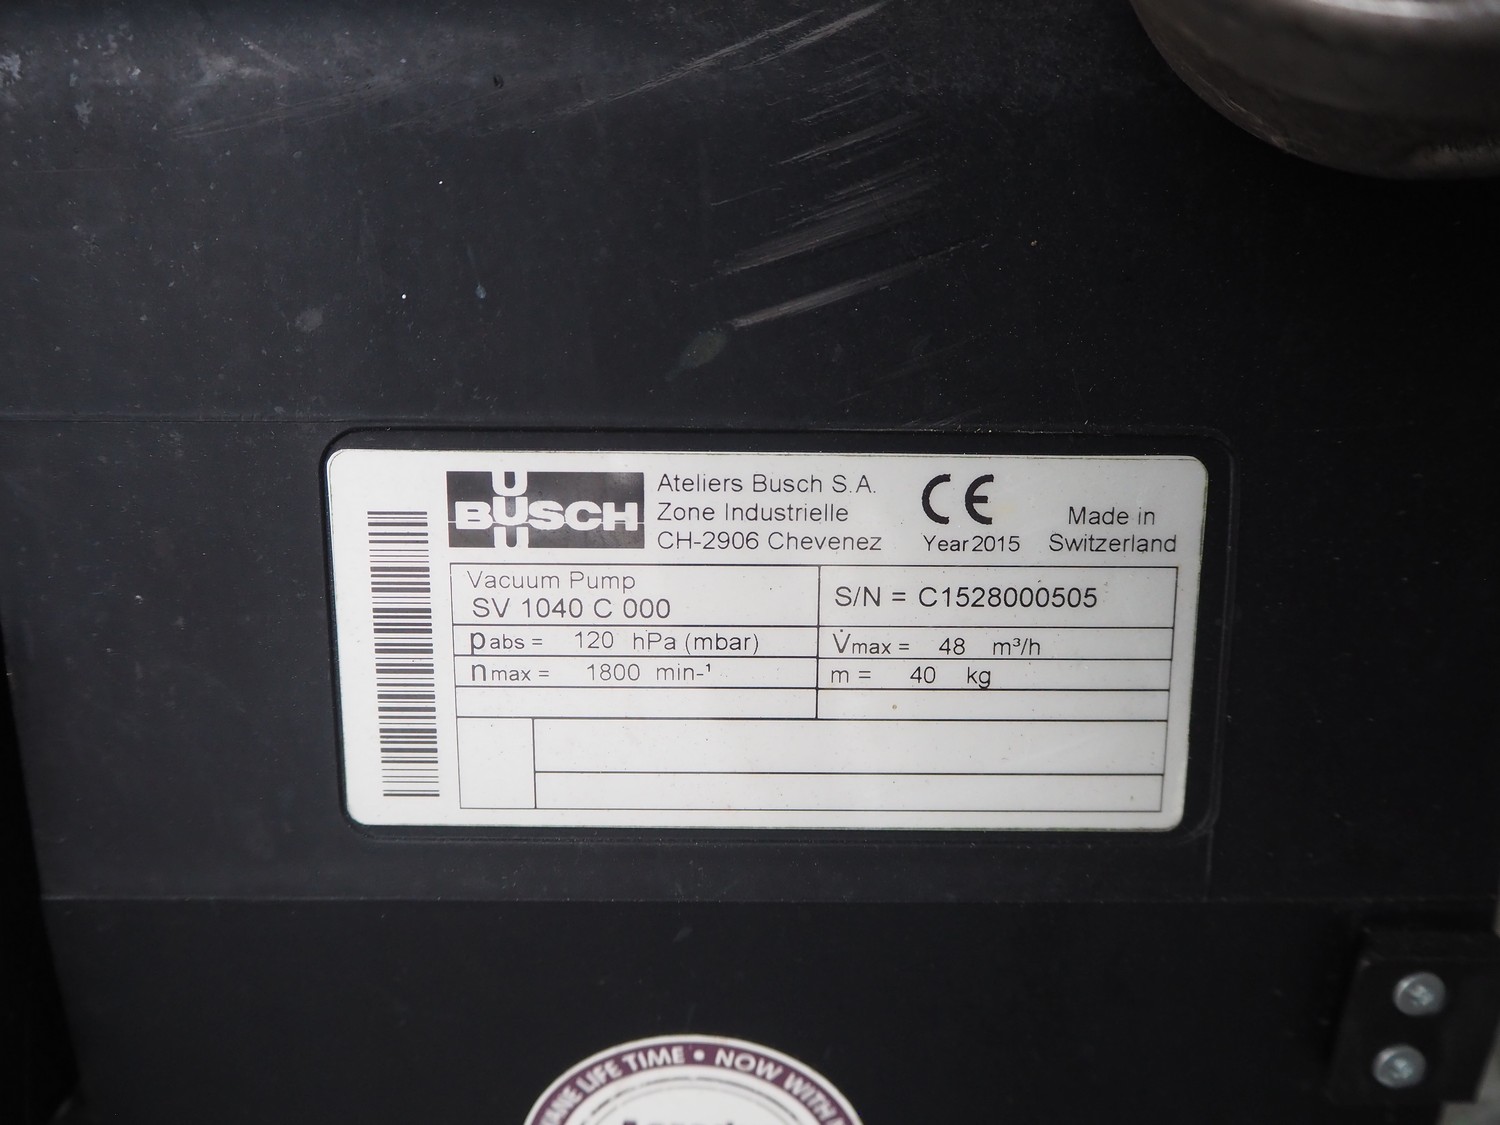 BUSCH
Ateliers Busch S.A.
Zone Industrielle
CH-2906 Chevenez
CE
Year 2015
Made in
Switzerland
Vacuum Pump
SV 1040 C 000
S/N = C1528000505
pabs = 120 hPa (mbar)
V̇max = 48 m³/h
nmax = 1800 min-¹
m = 40 kg
LIFE TIME • NOW WITH